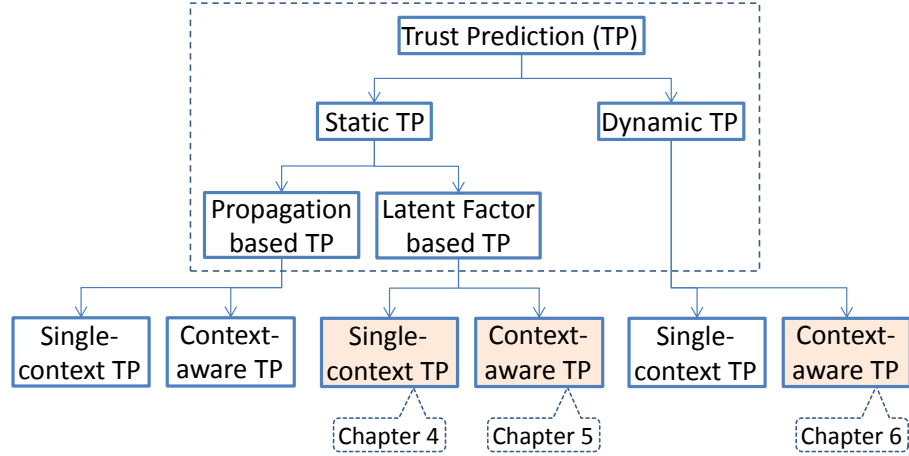 Trust Prediction (TP)
Static TP
Dynamic TP
Propagation
based TP
Latent Factor
based TP
Single-
context TP
Context-
aware TP
Single-
context TP
Context-
aware TP
Single-
context TP
Context-
aware TP
Chapter 4
Chapter 5
Chapter 6